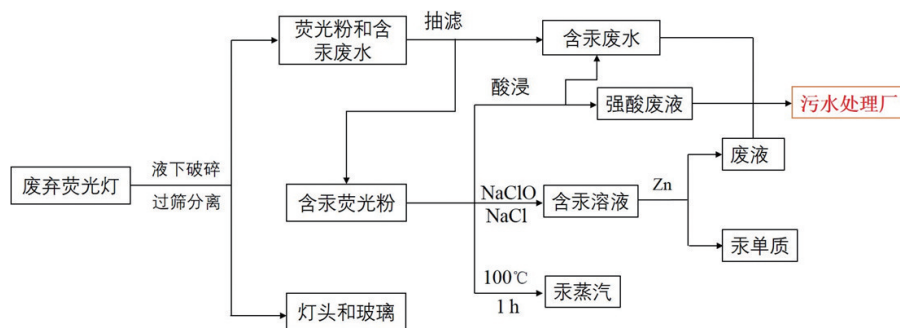 荧光粉和含
汞废水
抽滤
含汞废水
酸浸
强酸废液
污水处理厂
废弃荧光灯
液下破碎
过筛分离
含汞荧光粉
NaClO
NaCl
含汞溶液
Zn
废液
汞单质
100℃
1 h
汞蒸汽
灯头和玻璃